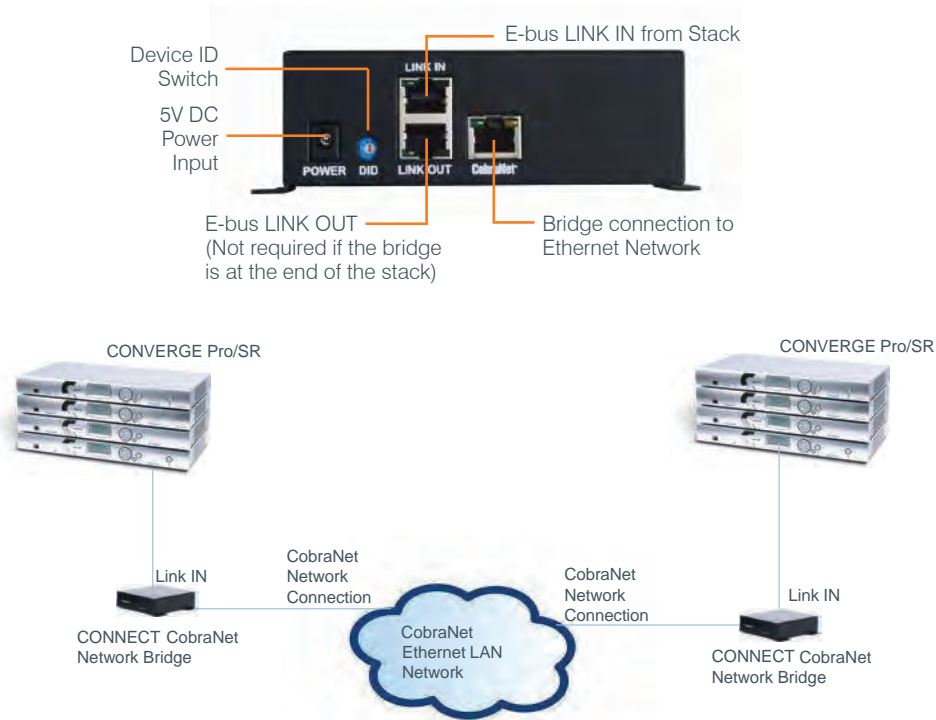 E-bus LINK IN from Stack
Device ID
Switch
5V DC
Power
Input
LINK IN
POWER
DID
LINK OUT
CobraNet
E-bus LINK OUT
(Not required if the bridge
is at the end of the stack)
Bridge connection to
Ethernet Network
CONVERGE Pro/SR
CONVERGE Pro/SR
Link IN
CobraNet
Network
Connection
CobraNet
Network
Connection
Link IN
CobraNet
Ethernet LAN
Network
CONNECT CobraNet
Network Bridge
CONNECT CobraNet
Network Bridge